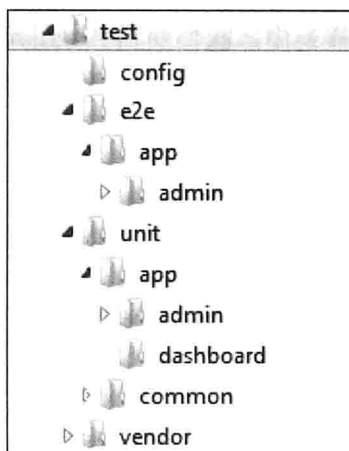 test
config
e2e
app
admin
unit
app
admin
dashboard
common
vendor